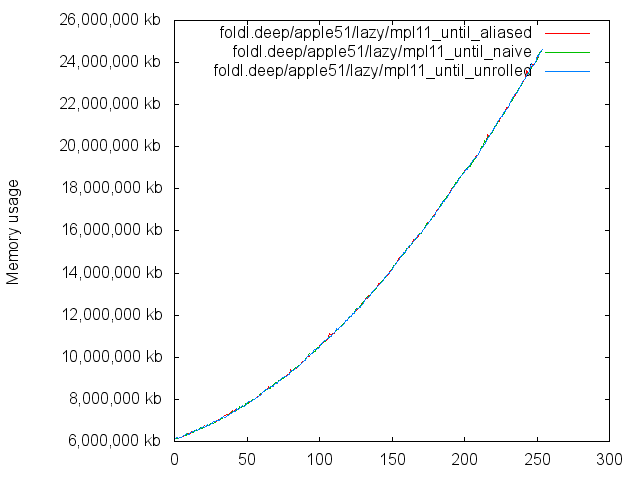 26,000,000 kb
24,000,000 kb
22,000,000 kb
20,000,000 kb
18,000,000 kb
16,000,000 kb
14,000,000 kb
12,000,000 kb
10,000,000 kb
8,000,000 kb
6,000,000 kb
Memory usage
foldl.deep/apple51/lazy/mpl11_until_aliased
foldl.deep/apple51/lazy/mpl11_until_naive
foldl.deep/apple51/lazy/mpl11_until_unrolled
0 50 100 150 200 250 300